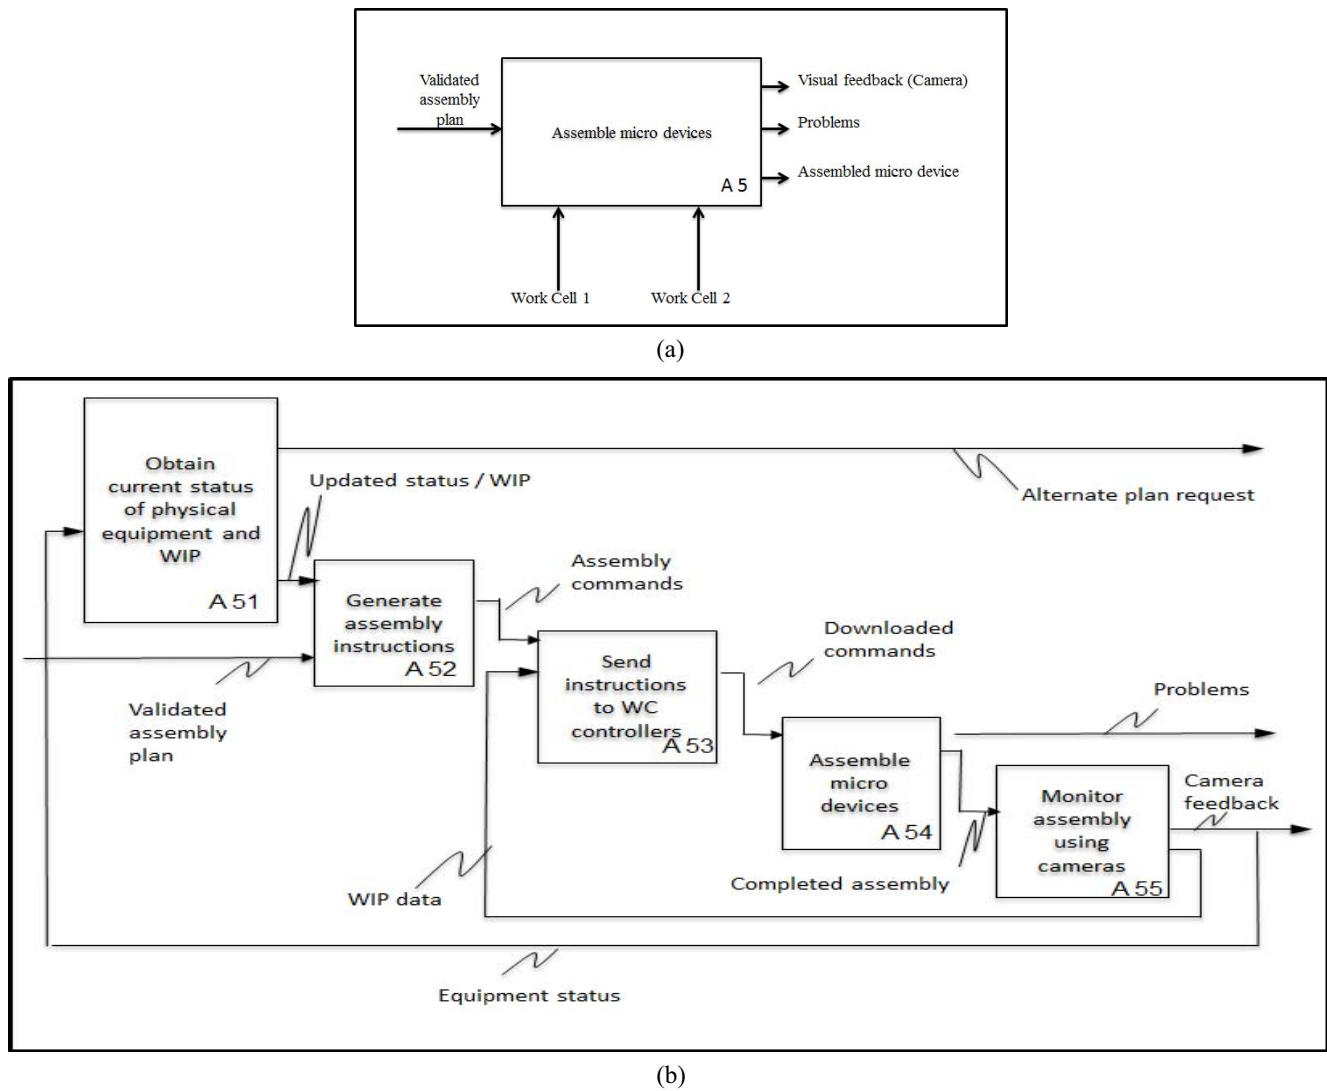 Validated
assembly
plan
Assemble micro devices
A 5
Visual feedback (Camera)
Problems
Assembled micro device
Work Cell 1
Work Cell 2
(a)
Obtain
current status
of physical
equipment and
WIP
A 51
Updated status / WIP
Alternate plan request
Generate
assembly
instructions
A 52
Assembly
commands
Validated
assembly
plan
Send
instructions
to WC
controllers
A 53
Downloaded
commands
Assemble
micro
devices
A 54
Problems
Monitor
assembly
using
cameras
A 55
Camera
feedback
Completed assembly
WIP data
Equipment status
(b)